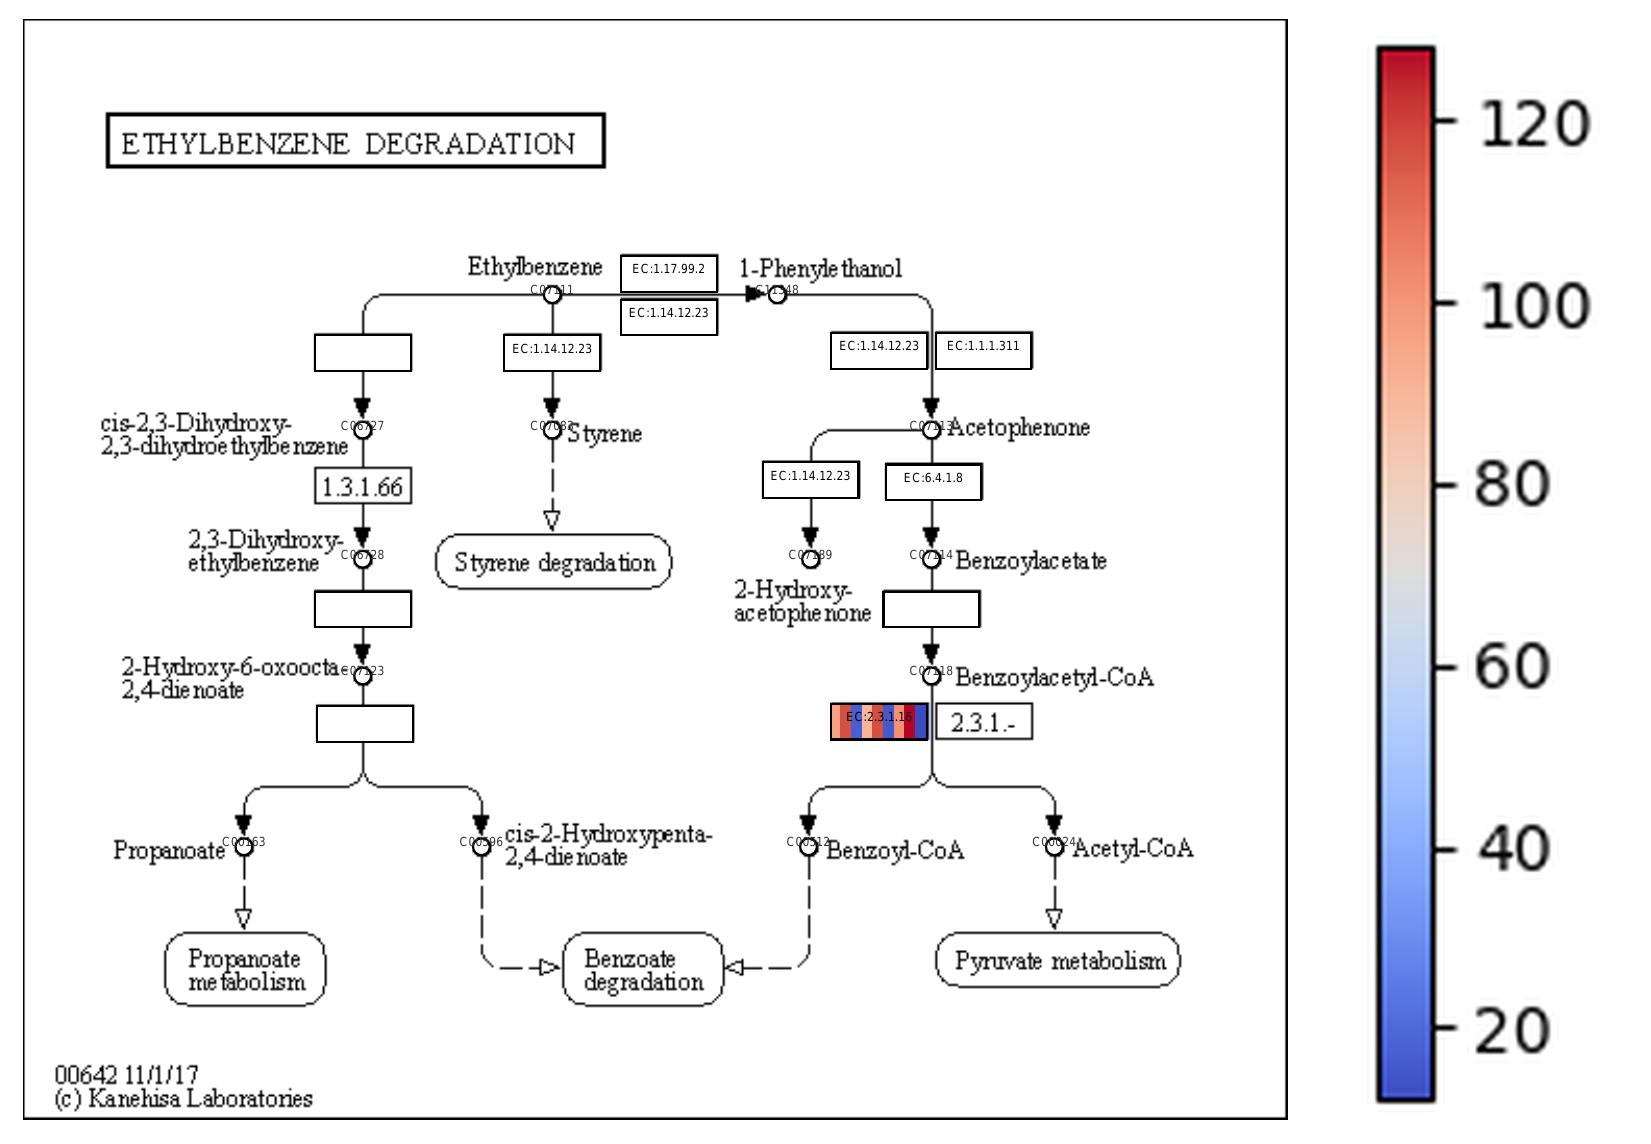 ETHYLBENZENE DEGRADATION
Ethylbenzene
EC:1.17.99.2
1-Phenylethanol
C07111
C11348
EC:1.14.12.23
EC:1.14.12.23
EC:1.14.12.23
EC:1.1.1.311
cis-2,3-Dihydroxy-
2,3-dihydroethylbenzene
C06727
Styrene
C07113
Acetophenone
1.3.1.66
EC:1.14.12.23
EC:6.4.1.8
2,3-Dihydroxy-
ethylbenzene
C06728
Styrene degradation
C07189
2-Hydroxy-
acetophenone
C07114
Benzoylacetate
2-Hydroxy-6-oxoocta-
2,4-dienoate
C07123
C07118
Benzoylacetyl-CoA
EC:2.3.1.16
2.3.1.-
Propanoate
C00163
C00596
cis-2-Hydroxypenta-
2,4-dienoate
C00512
Benzoyl-CoA
C00024
Acetyl-CoA
Propanoate
metabolism
Benzoate
degradation
Pyruvate metabolism
00642 11/1/17
(c) Kanehisa Laboratories
120
100
80
60
40
20